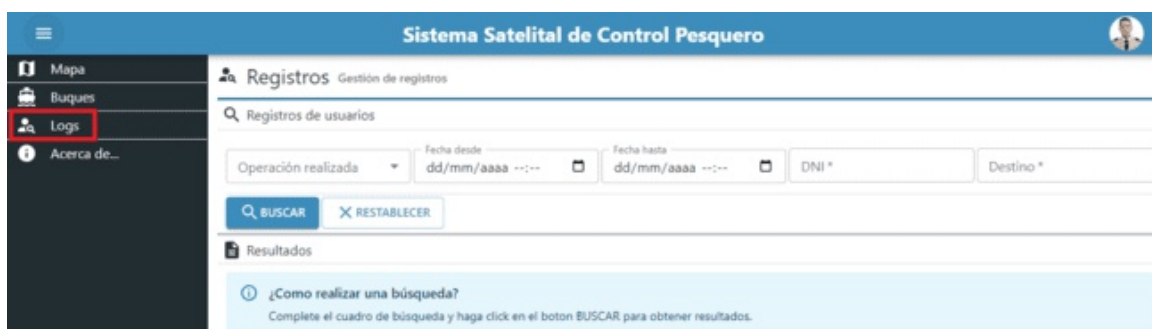 Sistema Satelital de Control Pesquero
Mapa
Buques
Logs
Acerca de...
Registros Gestión de registros
Registros de usuarios
Operación realizada
Fecha desde
dd/mm/aaaa --:--
Fecha hasta
dd/mm/aaaa --:--
DNI *
Destino *
BUSCAR
RESTABLECER
Resultados
¿Como realizar una búsqueda?
Complete el cuadro de búsqueda y haga click en el boton BUSCAR para obtener resultados.